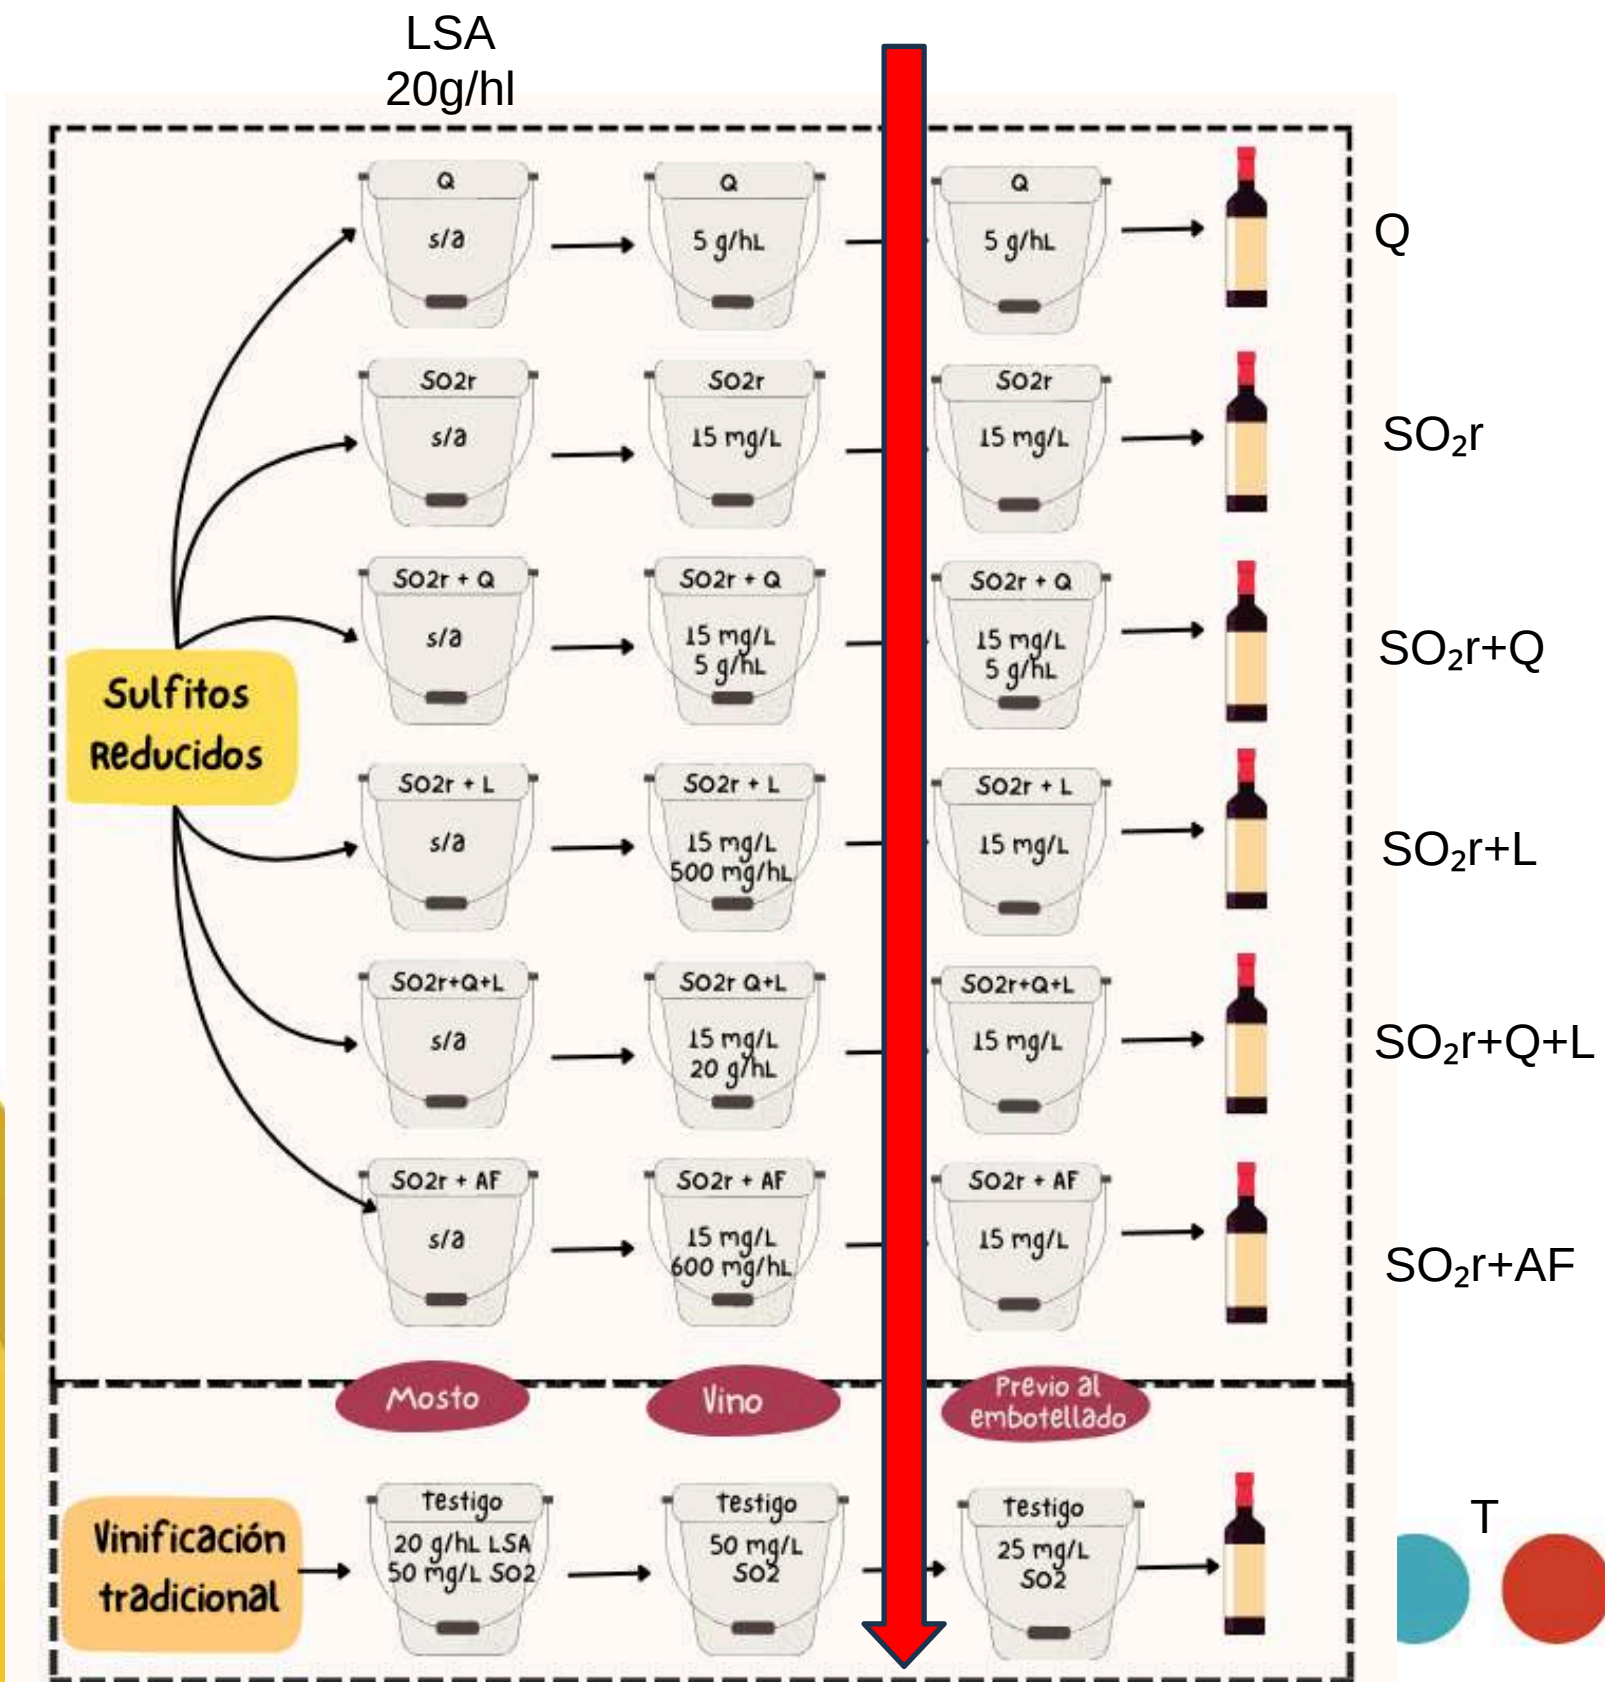 LSA
20g/hl
Q
Q
Q
s/a
5 g/hL
5 g/hL
Q
SO2r
SO2r
SO2r
s/a
15 mg/L
15 mg/L
SO₂r
SO2r + Q
SO2r + Q
SO2r + Q
s/a
15 mg/L
5 g/hL
15 mg/L
5 g/hL
SO₂r+Q
Sulfitos
Reducidos
SO2r + L
SO2r + L
SO2r + L
s/a
15 mg/L
500 mg/hL
15 mg/L
SO₂r+L
SO2r+Q+L
SO2r Q+L
SO2r+Q+L
s/a
15 mg/L
20 g/hL
15 mg/L
SO₂r+Q+L
SO2r + AF
SO2r + AF
SO2r + AF
s/a
15 mg/L
600 mg/hL
15 mg/L
SO₂r+AF
Mosto
Vino
Previo al
embotellado
Vinificación
tradicional
Testigo
20 g/hL LSA
50 mg/L SO2
Testigo
50 mg/L
SO2
Testigo
25 mg/L
SO2
T